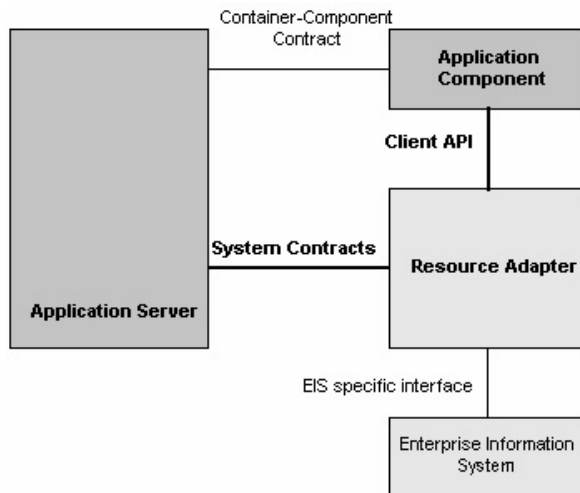 Container-Component
Contract
Application
Component
Client API
System Contracts
Resource Adapter
Application Server
EIS specific interface
Enterprise Information
System